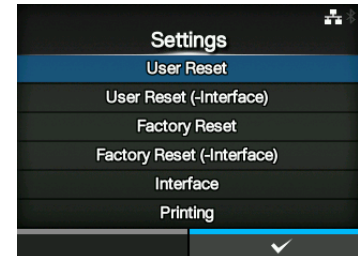 Settings
User Reset
User Reset (-Interface)
Factory Reset
Factory Reset (-Interface)
Interface
Printing